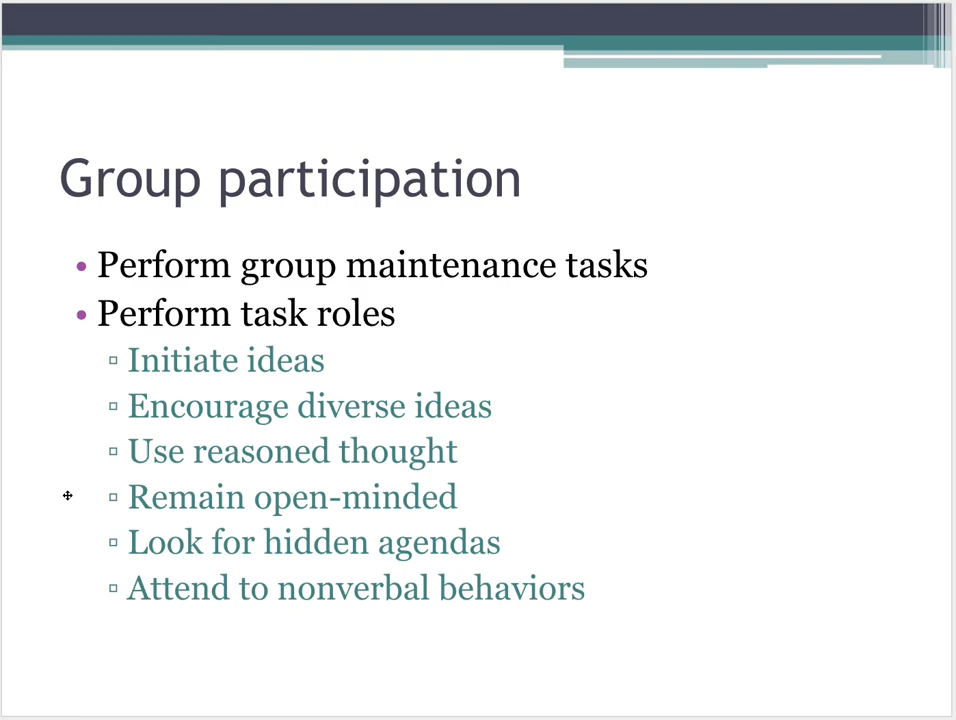 Group participation
• Perform group maintenance tasks
• Perform task roles
▫ Initiate ideas
▫ Encourage diverse ideas
▫ Use reasoned thought
▫ Remain open-minded
▫ Look for hidden agendas
▫ Attend to nonverbal behaviors